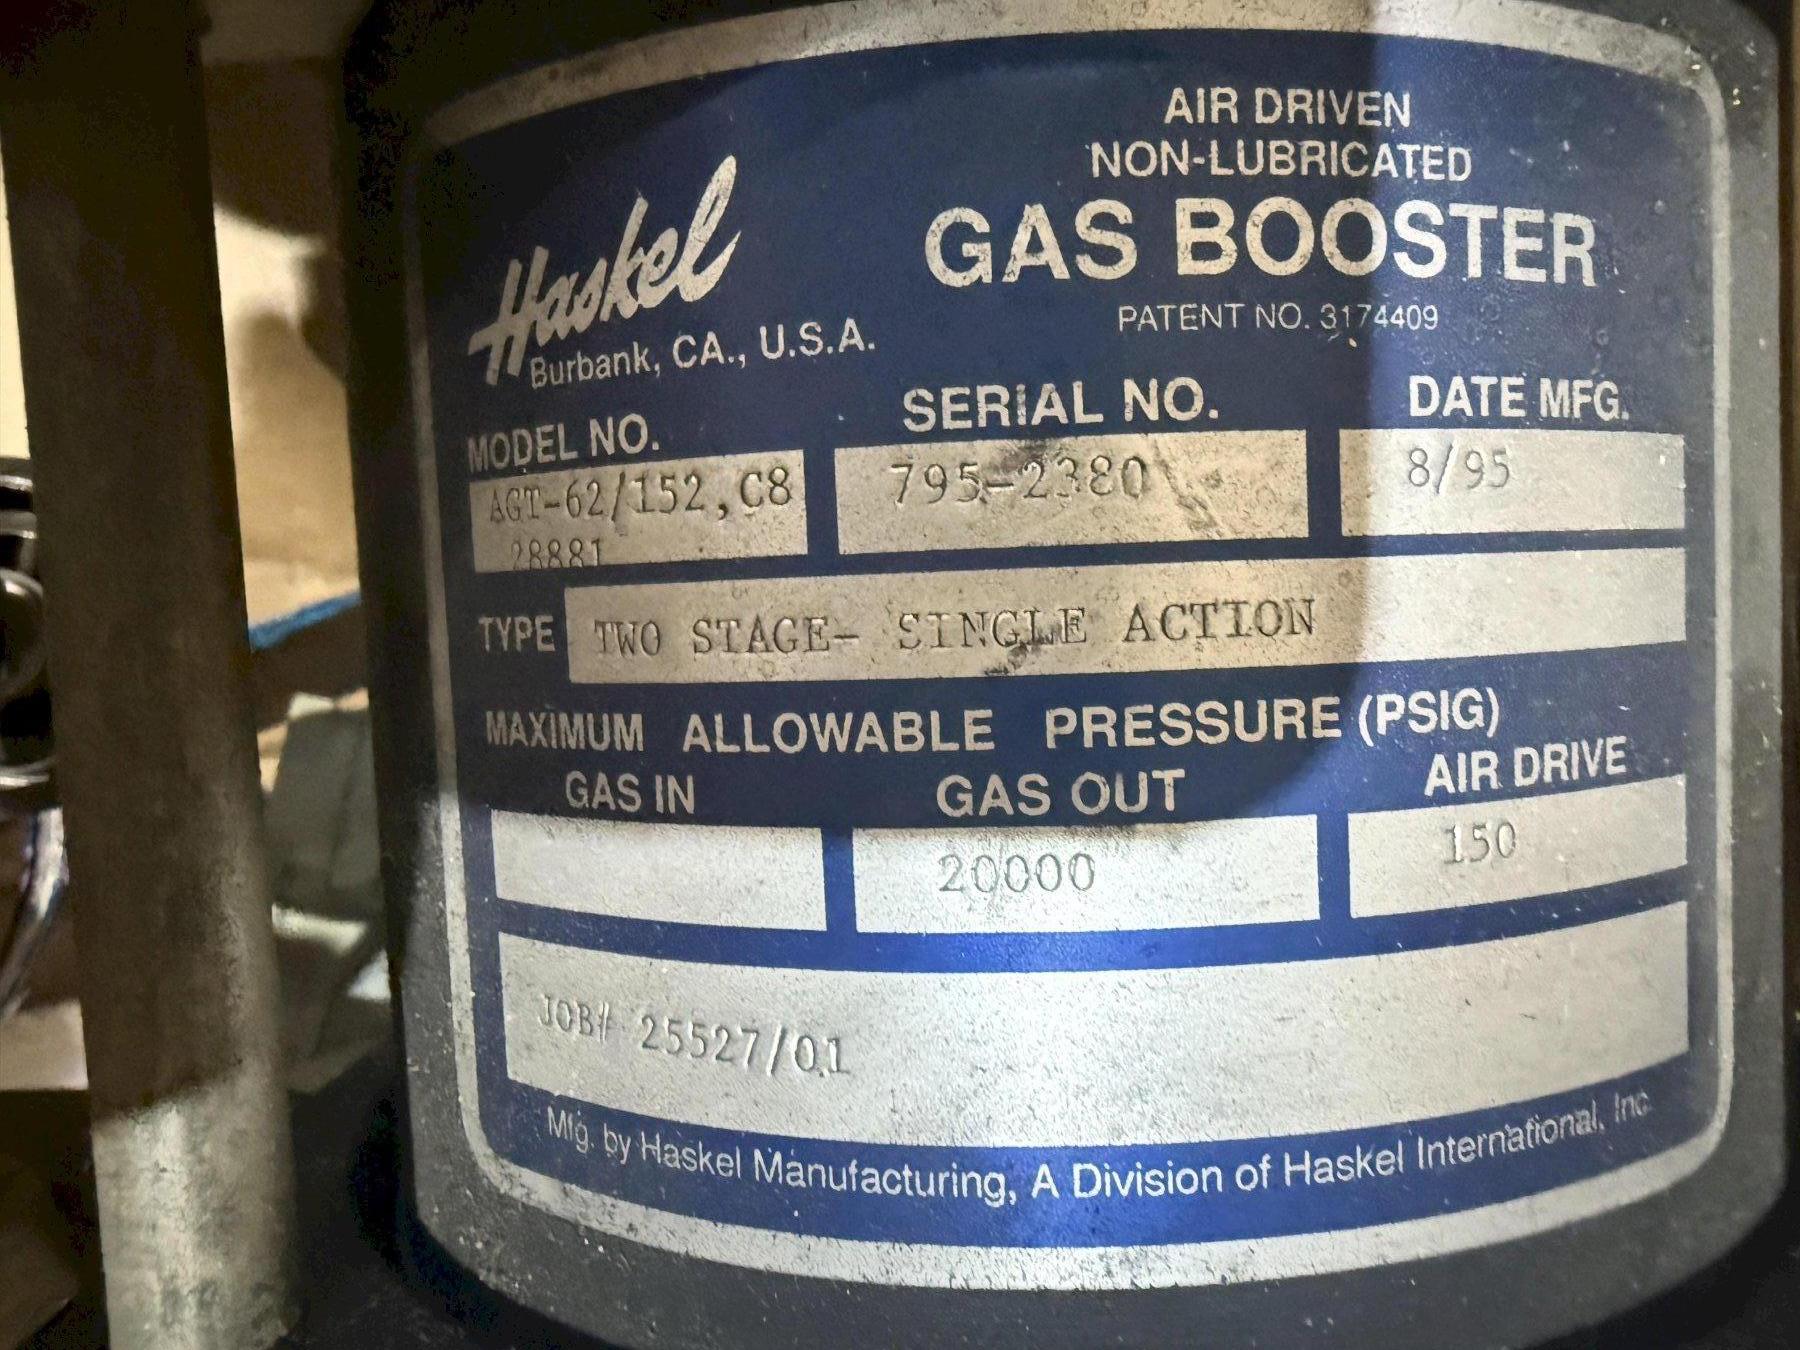 AIR DRIVEN
NON-LUBRICATED
GAS BOOSTER
PATENT NO. 3174409
Haskel
Burbank, CA., U.S.A.
MODEL NO. SERIAL NO. DATE MFG.
AGT-62/152,C8 795-2380 8/95
28881
TYPE TWO STAGE- SINGLE ACTION
MAXIMUM ALLOWABLE PRESSURE (PSIG)
GAS IN GAS OUT AIR DRIVE
20000 150
JOB# 25527/01
Mfg. by Haskel Manufacturing, A Division of Haskel International, Inc.